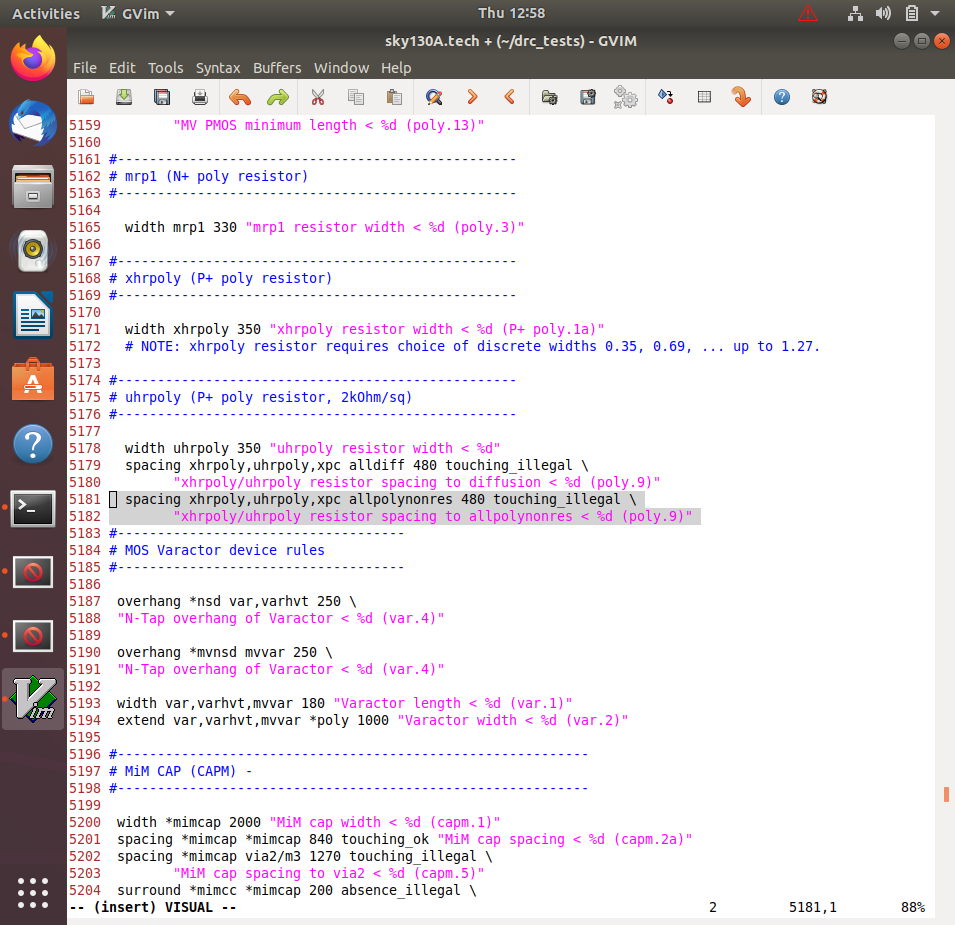 Activities GVim Thu 12:58
sky130A.tech + (~/drc_tests) - GVIM
File Edit Tools Syntax Buffers Window Help
5159 "MV PMOS minimum length < %d (poly.13)"
5160
5161 #--------------------------------------------------
5162 # mrp1 (N+ poly resistor)
5163 #--------------------------------------------------
5164
5165 width mrp1 330 "mrp1 resistor width < %d (poly.3)"
5166
5167 #--------------------------------------------------
5168 # xhrpoly (P+ poly resistor)
5169 #--------------------------------------------------
5170
5171 width xhrpoly 350 "xhrpoly resistor width < %d (P+ poly.1a)"
5172 # NOTE: xhrpoly resistor requires choice of discrete widths 0.35, 0.69, ... up to 1.27.
5173
5174 #--------------------------------------------------
5175 # uhrpoly (P+ poly resistor, 2kOhm/sq)
5176 #--------------------------------------------------
5177
5178 width uhrpoly 350 "uhrpoly resistor width < %d"
5179 spacing xhrpoly,uhrpoly,xpc alldiff 480 touching_illegal \
5180 "xhrpoly/uhrpoly resistor spacing to diffusion < %d (poly.9)"
5181 spacing xhrpoly,uhrpoly,xpc allpolynonres 480 touching_illegal \
5182 "xhrpoly/uhrpoly resistor spacing to allpolynonres < %d (poly.9)"
5183 #------------------------------------
5184 # MOS Varactor device rules
5185 #------------------------------------
5186
5187 overhang *nsd var,varhvt 250 \
5188 "N-Tap overhang of Varactor < %d (var.4)"
5189
5190 overhang *mvnsd mvvar 250 \
5191 "N-Tap overhang of Varactor < %d (var.4)"
5192
5193 width var,varhvt,mvvar 180 "Varactor length < %d (var.1)"
5194 extend var,varhvt,mvvar *poly 1000 "Varactor width < %d (var.2)"
5195
5196 #-----------------------------------------------------------
5197 # MiM CAP (CAPM) -
5198 #-----------------------------------------------------------
5199
5200 width *mimcap 2000 "MiM cap width < %d (capm.1)"
5201 spacing *mimcap *mimcap 840 touching_ok "MiM cap spacing < %d (capm.2a)"
5202 spacing *mimcap via2/m3 1270 touching_illegal \
5203 "MiM cap spacing to via2 < %d (capm.5)"
5204 surround *mimcc *mimcap 200 absence_illegal \
-- (insert) VISUAL -- 2 5181,1 88%